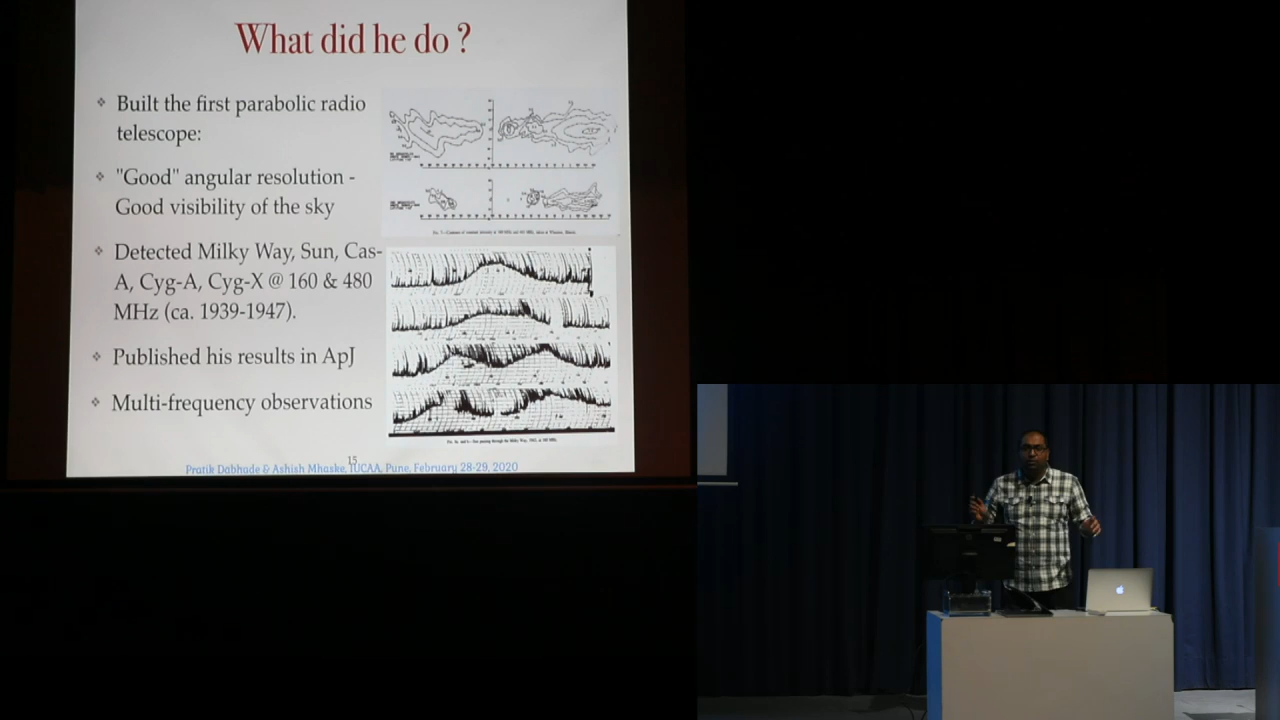 What did he do ?
❖ Built the first parabolic radio
telescope:
❖ "Good" angular resolution -
Good visibility of the sky
❖ Detected Milky Way, Sun, Cas-
A, Cyg-A, Cyg-X @ 160 & 480
MHz (ca. 1939-1947).
❖ Published his results in ApJ
❖ Multi-frequency observations
15
Pratik Dabhade & Ashish Mhaske, IUCAA, Pune, February 28-29, 2020